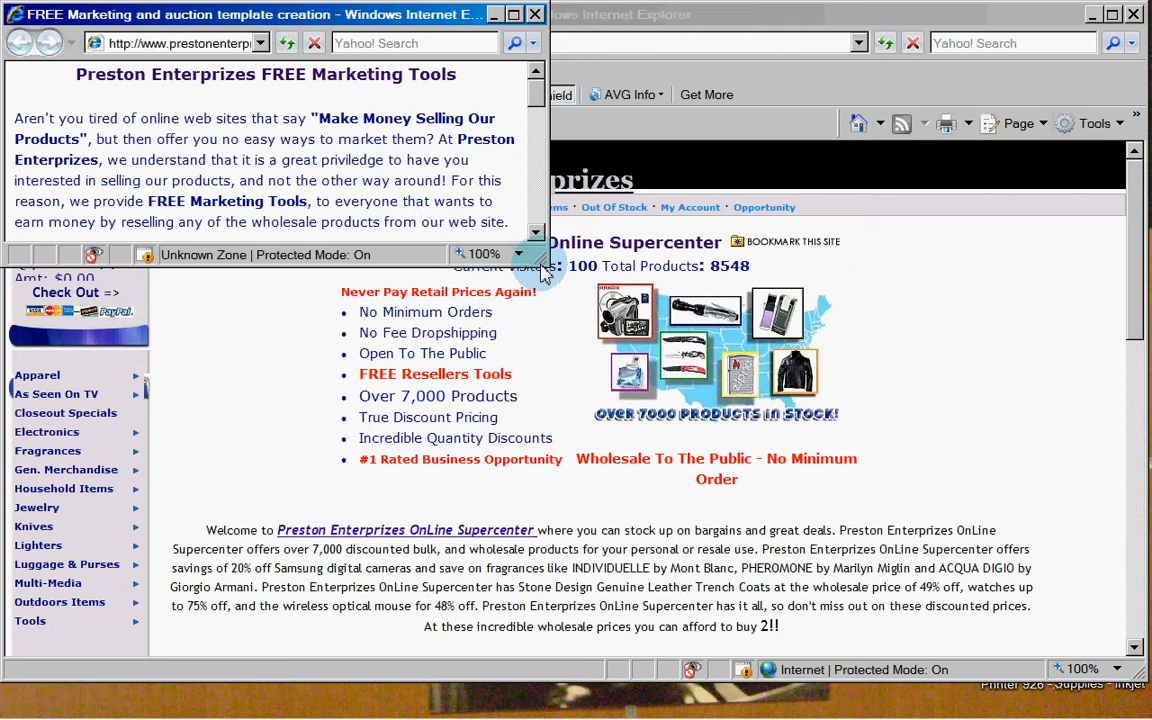 FREE Marketing and auction template creation - Windows Internet E...
http://www.prestonenterpr
Yahoo! Search
Preston Enterprizes FREE Marketing Tools
Aren't you tired of online web sites that say "Make Money Selling Our
Products", but then offer you no easy ways to market them? At Preston
Enterprizes, we understand that it is a great priviledge to have you
interested in selling our products, and not the other way around! For this
reason, we provide FREE Marketing Tools, to everyone that wants to
earn money by reselling any of the wholesale products from our web site.
Unknown Zone | Protected Mode: On
100%
dows Internet Explorer
Yahoo! Search
ield
AVG Info
Get More
Page
Tools
»
prizes
ems
Out Of Stock
My Account
Opportunity
Online Supercenter
BOOKMARK THIS SITE
Current Visitors: 100 Total Products: 8548
Amt: $0.00
Check Out =>
VISA
PayPal
Apparel
As Seen On TV
Closeout Specials
Electronics
Fragrances
Gen. Merchandise
Household Items
Jewelry
Knives
Lighters
Luggage & Purses
Multi-Media
Outdoors Items
Tools
Never Pay Retail Prices Again!
No Minimum Orders
No Fee Dropshipping
Open To The Public
FREE Resellers Tools
Over 7,000 Products
True Discount Pricing
Incredible Quantity Discounts
#1 Rated Business Opportunity
HITACHI
OVER 7000 PRODUCTS in STOCK!
Wholesale To The Public - No Minimum
Order
Welcome to Preston Enterprizes OnLine Supercenter where you can stock up on bargains and great deals. Preston Enterprizes OnLine
Supercenter offers over 7,000 discounted bulk, and wholesale products for your personal or resale use. Preston Enterprizes OnLine Supercenter offers
savings of 20% off Samsung digital cameras and save on fragrances like INDIVIDUELLE by Mont Blanc, PHEROMONE by Marilyn Miglin and ACQUA DIGIO by
Giorgio Armani. Preston Enterprizes OnLine Supercenter has Stone Design Genuine Leather Trench Coats at the wholesale price of 49% off, watches up
to 75% off, and the wireless optical mouse for 48% off. Preston Enterprizes OnLine Supercenter has it all, so don't miss out on these discounted prices.
At these incredible wholesale prices you can afford to buy 2!!
Internet | Protected Mode: On
100%
Printer 926 - Supplies - Inkjet